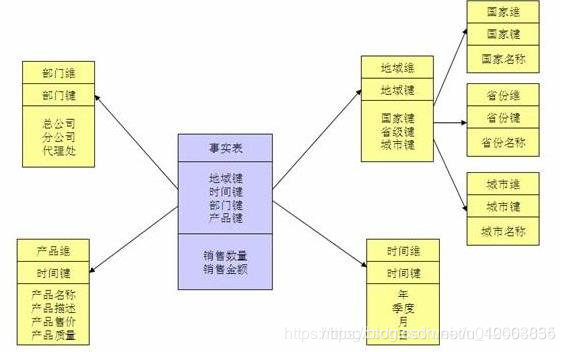 国家维
国家键
国家名称
部门维
部门键
总公司
分公司
代理处
地域维
地域键
国家键
省级键
城市键
省份维
省份键
省份名称
事实表
地域键
时间键
部门键
产品键
销售数量
销售金额
城市维
城市键
城市名称
产品维
时间键
产品名称
产品描述
产品售价
产品质量
时间维
时间键
年
季度
月